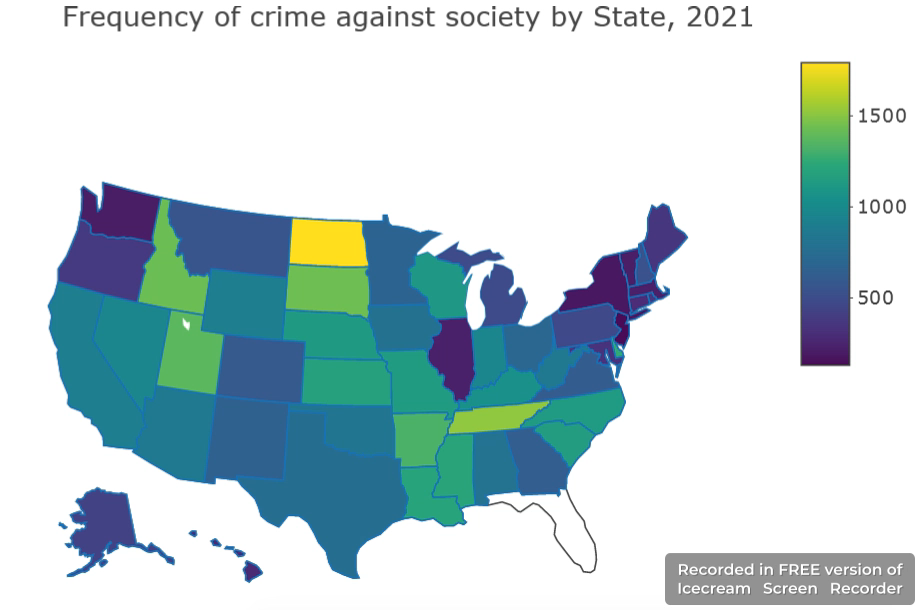 Frequency of crime against society by State, 2021
1500
1000
500
Recorded in FREE version of
Icecream Screen Recorder